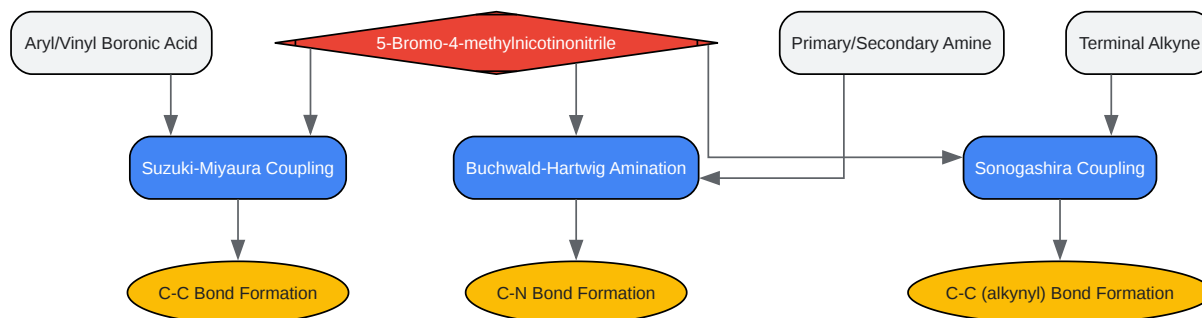 Aryl/Vinyl Boronic Acid
5-Bromo-4-methylnicotinonitrile
Primary/Secondary Amine
Terminal Alkyne
Suzuki-Miyaura Coupling
Buchwald-Hartwig Amination
Sonogashira Coupling
C-C Bond Formation
C-N Bond Formation
C-C (alkynyl) Bond Formation